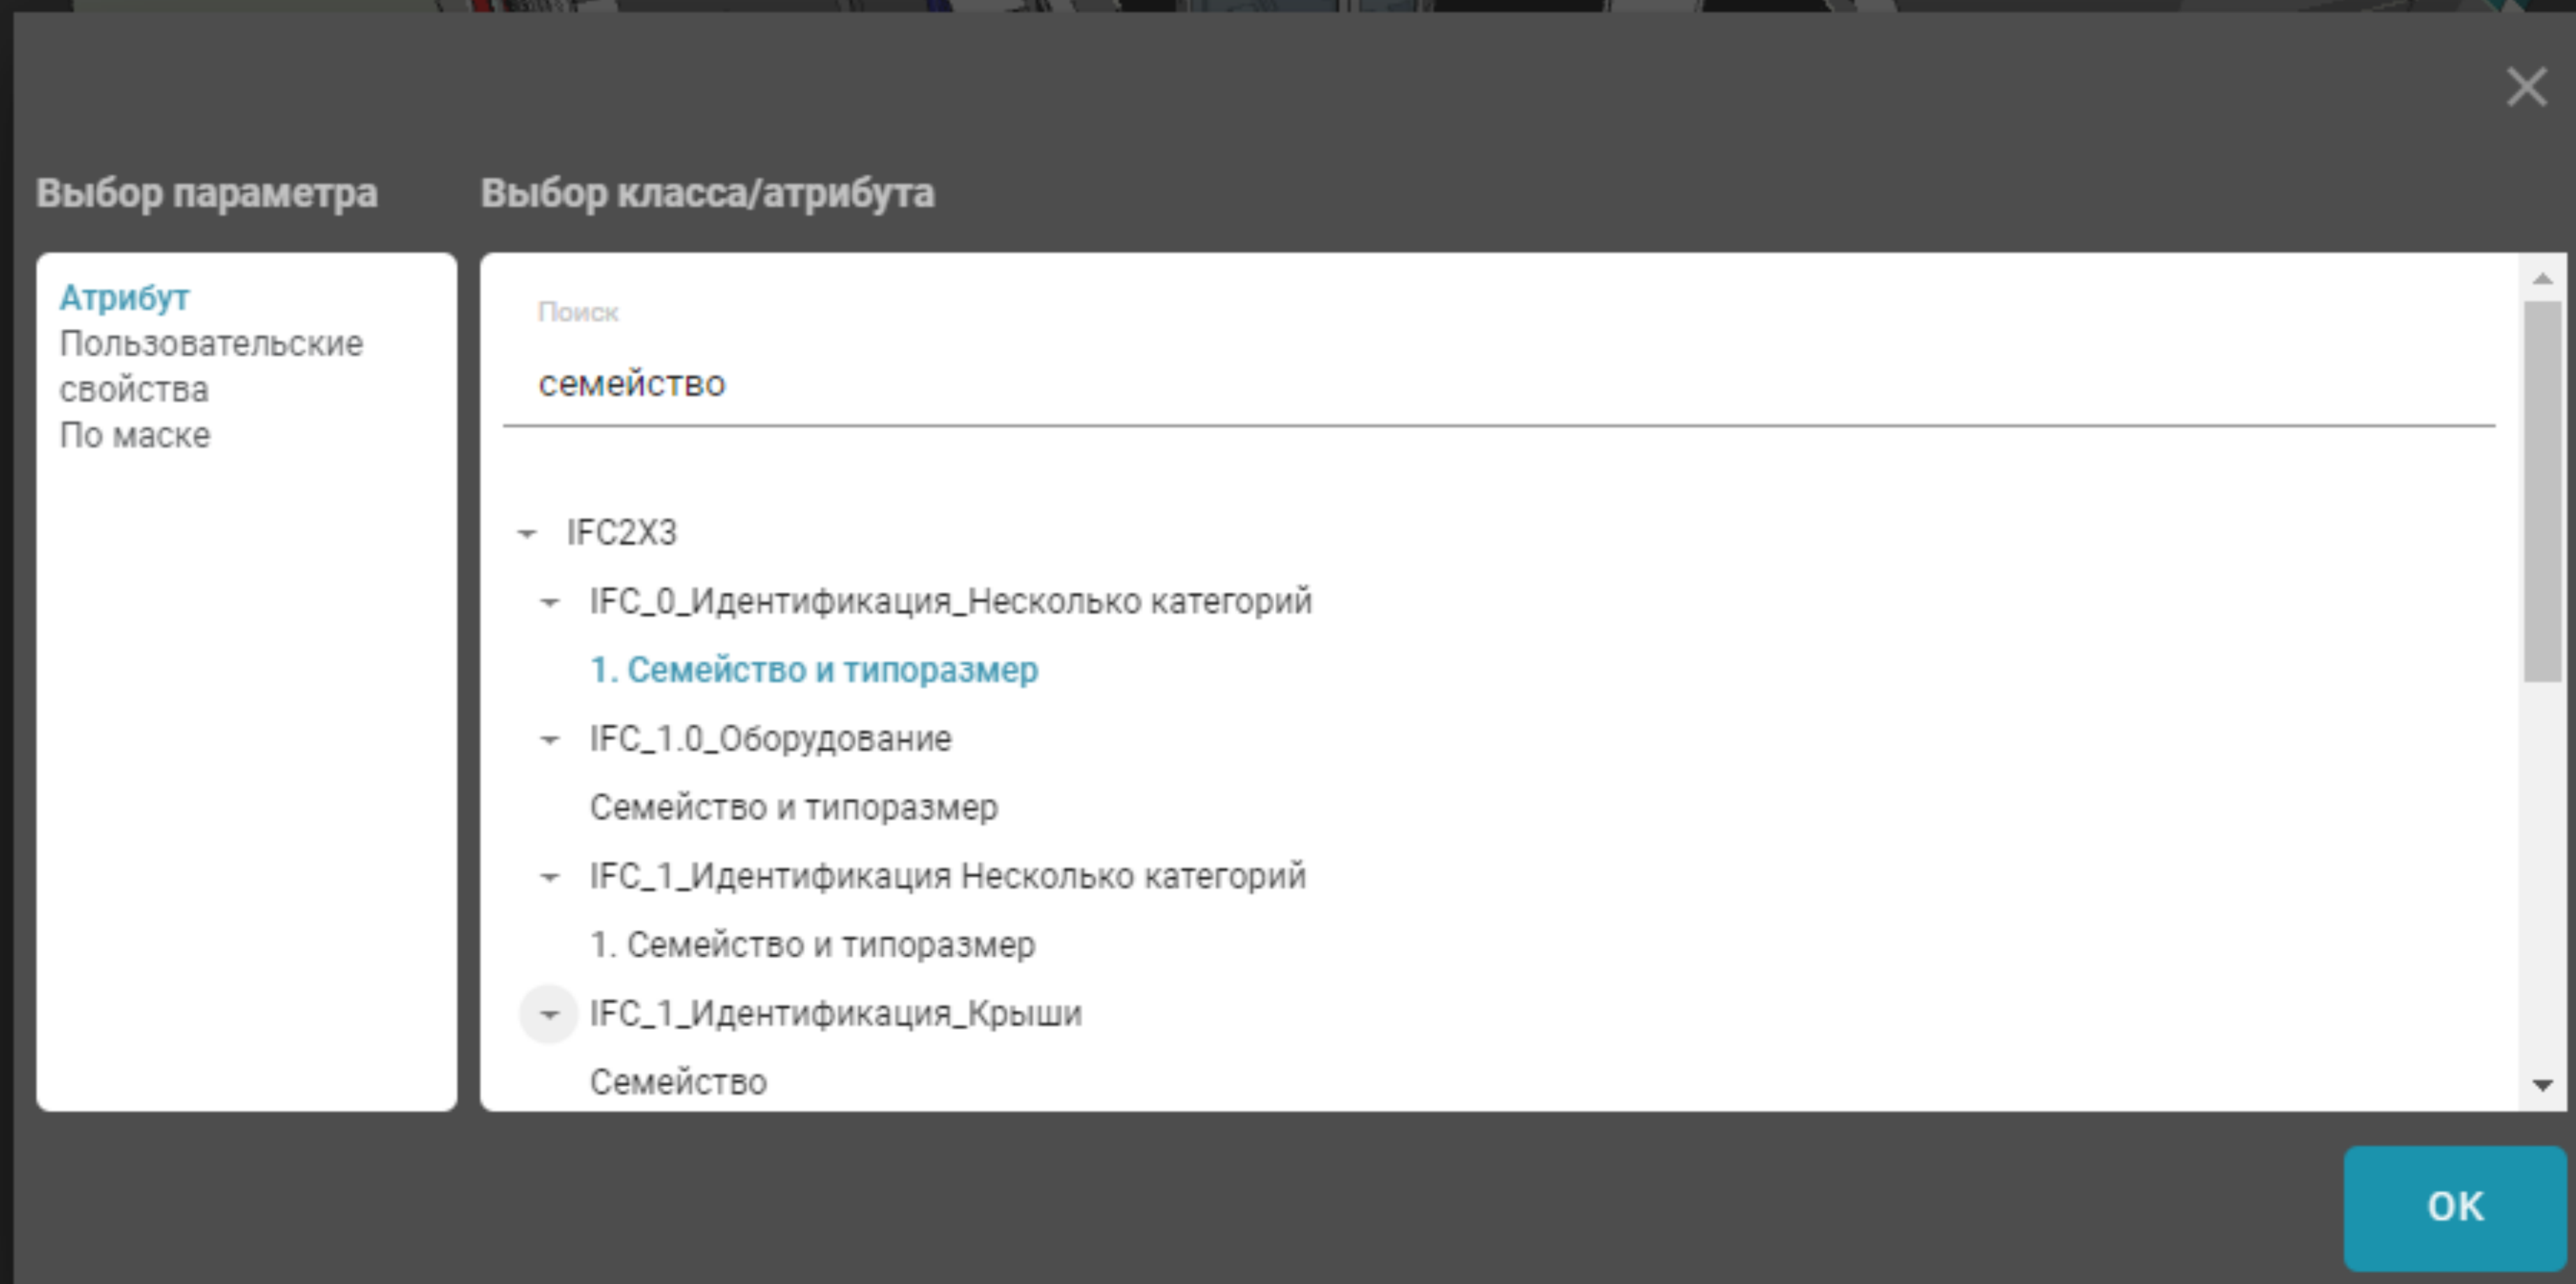 Выбор параметра
Выбор класса/атрибута
Атрибут
Пользовательские
свойства
По маске
Поиск
семейство
IFC2X3
IFC_0_Идентификация_Несколько категорий
1. Семейство и типоразмер
IFC_1.0_Оборудование
Семейство и типоразмер
IFC_1_Идентификация Несколько категорий
1. Семейство и типоразмер
IFC_1_Идентификация_Крыши
Семейство
ОК